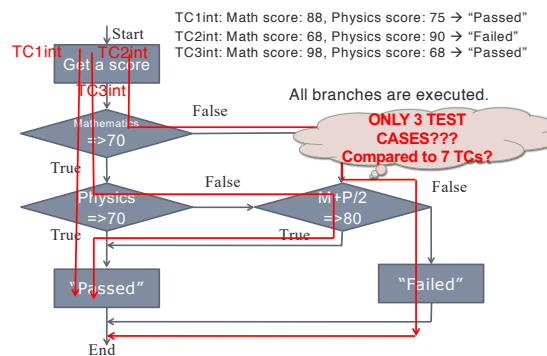 TC1int: Math score: 88, Physics score: 75 → “Passed”
TC2int: Math score: 68, Physics score: 90 → “Failed”
TC3int: Math score: 98, Physics score: 68 → “Passed”
Start
TC1int
TC2int
Get a score
TC3int
All branches are executed.
False
ONLY 3 TEST
CASES???
Compared to 7 TCs?
Mathematics
=>70
True
False
False
Physics
=>70
M+P/2
=>80
True
True
“Passed”
“Failed”
End